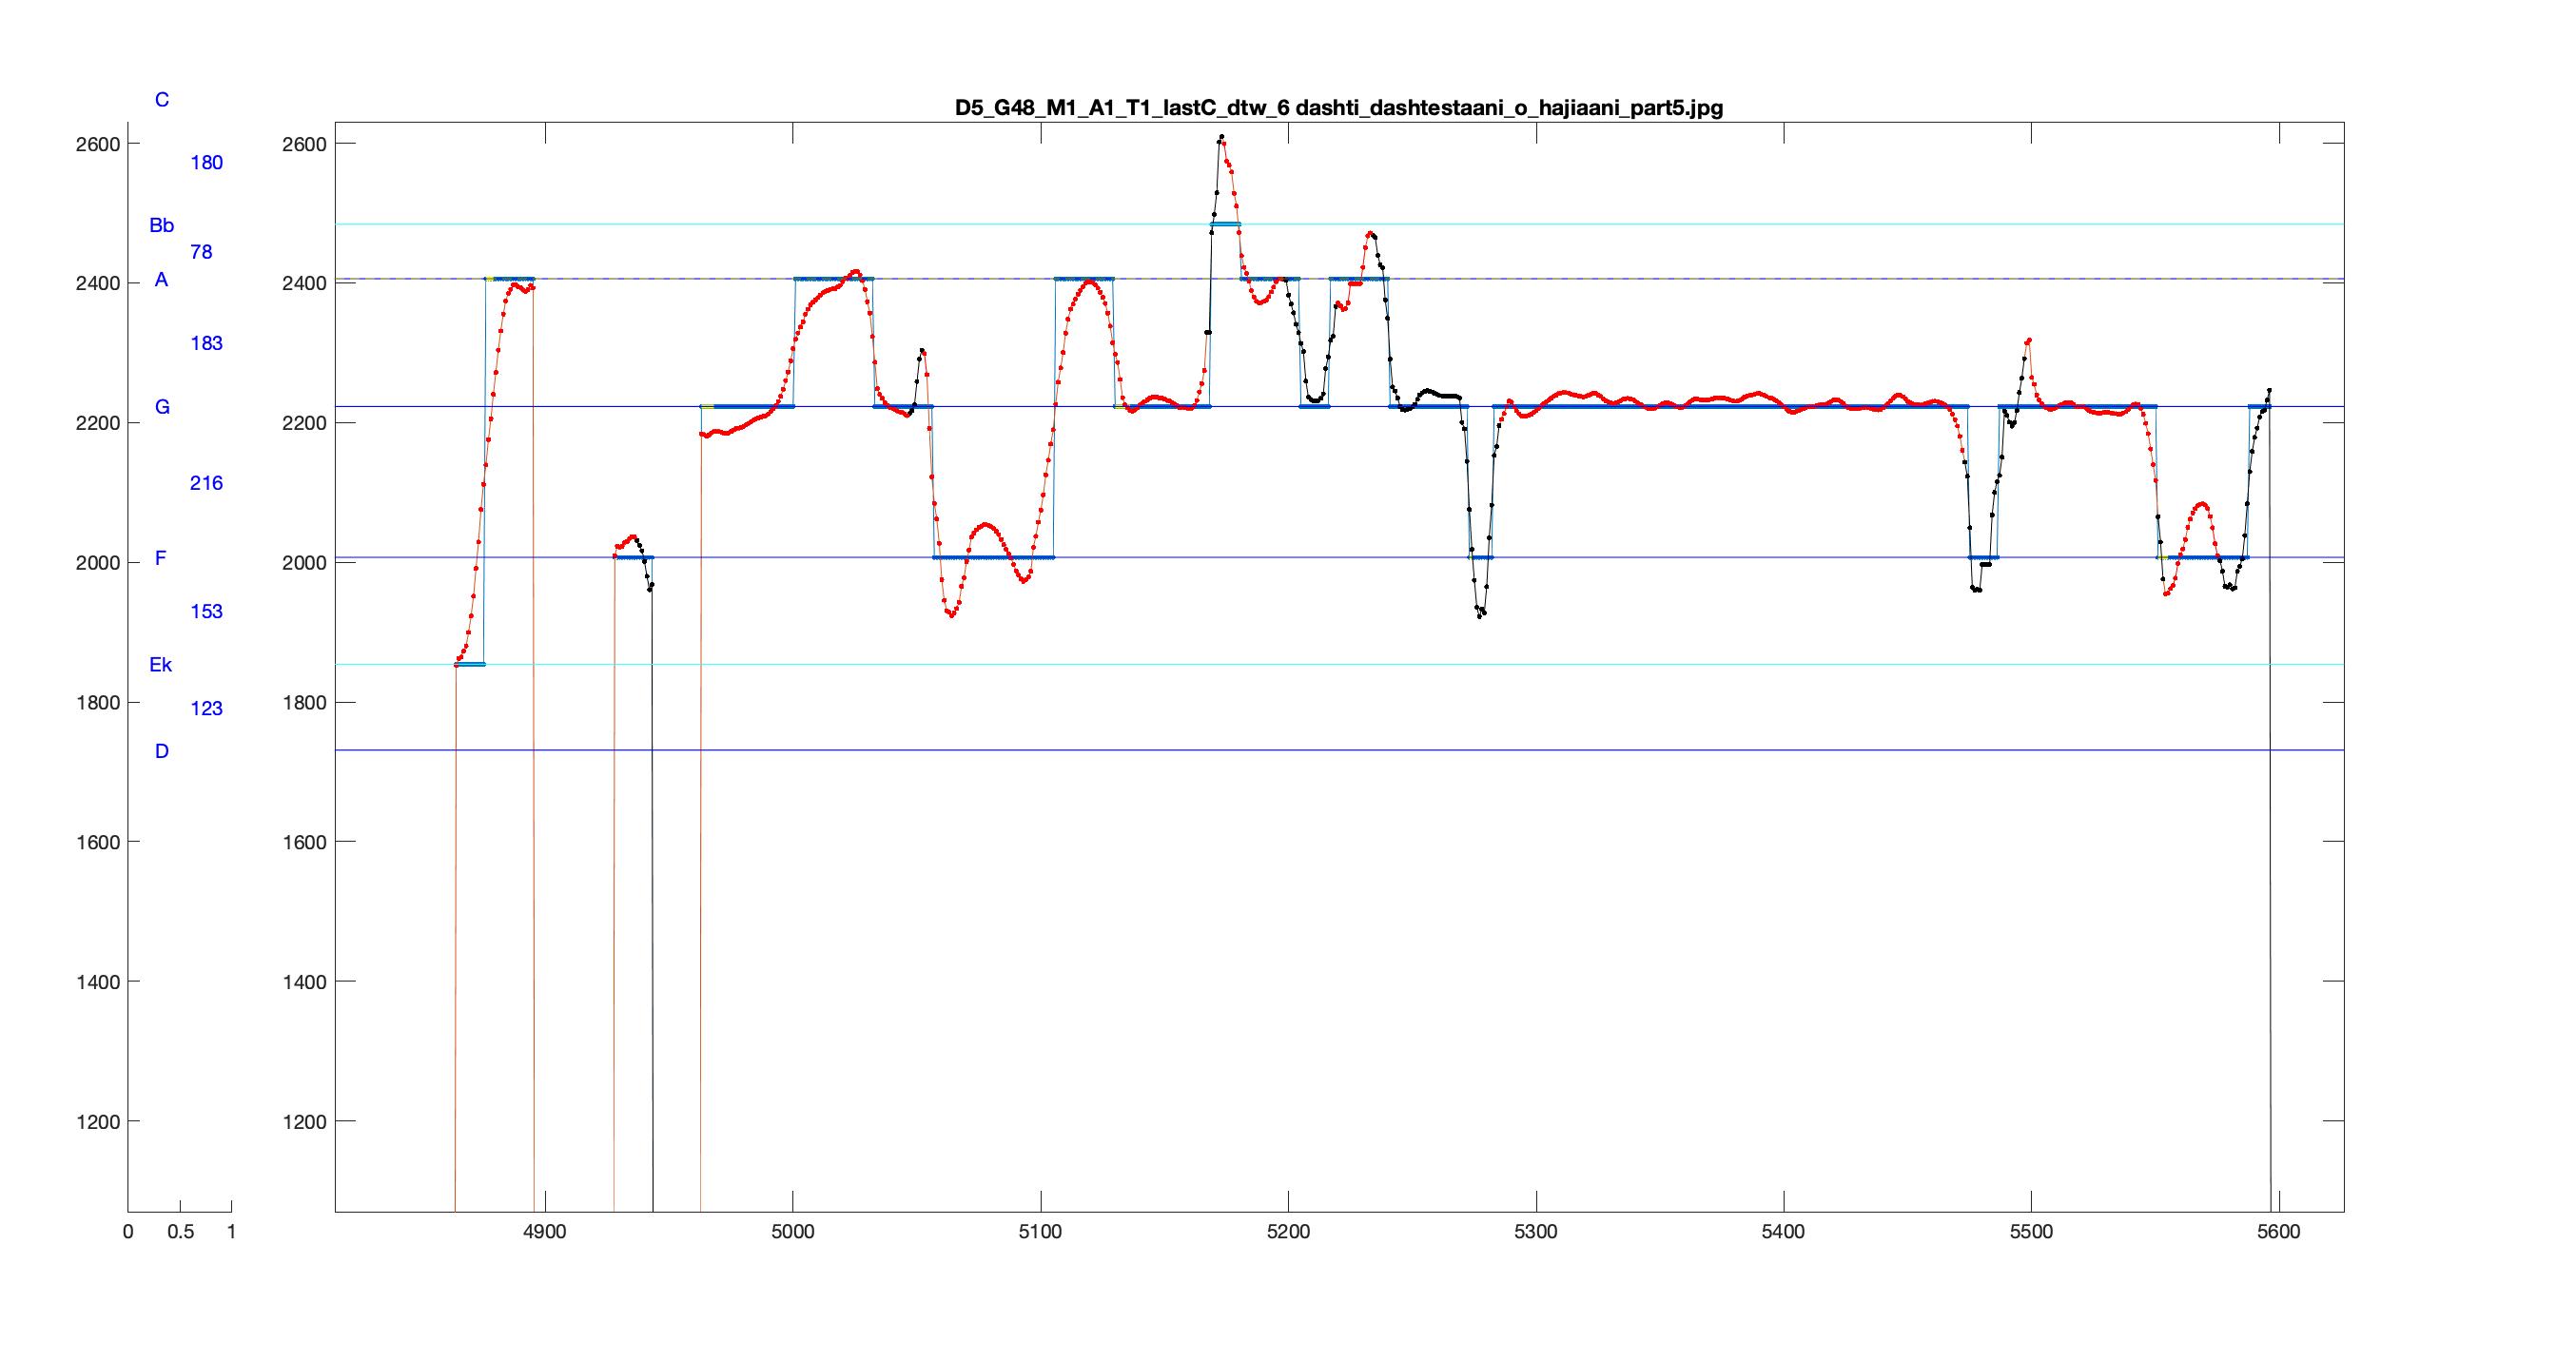 D5_G48_M1_A1_T1_lastC_dtw_6 dashti_dashtestaani_o_hajiaani_part5.jpg
C
2600 180 2600
Bb
78
2400 A 2400
183
G
2200 2200
216
F
2000 2000
153
Ek
1800 123 1800
D
1600 1600
1400 1400
1200 1200
0 0.5 1 4900 5000 5100 5200 5300 5400 5500 5600